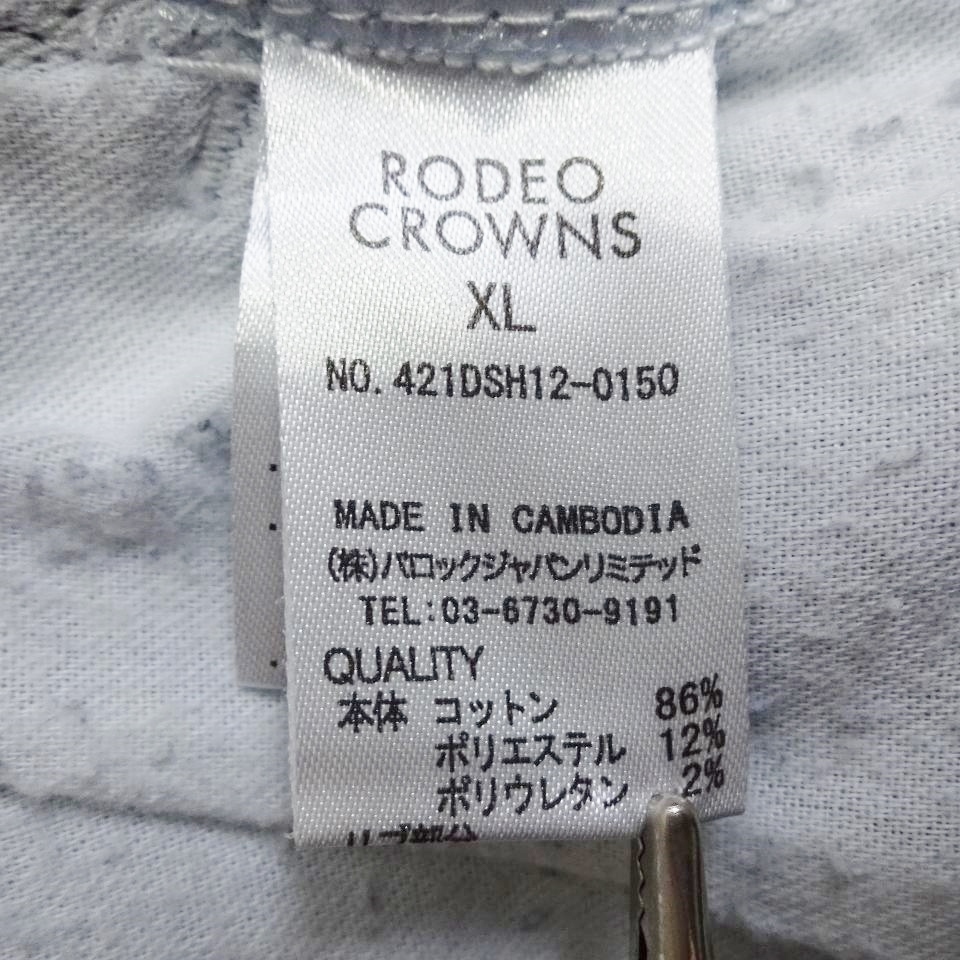 RODEO
CROWNS
XL
NO. 421DSH12-0150
MADE IN CAMBODIA
(株)バロックジャパンリミテッド
TEL:03-6730-9191
QUALITY
本体 コットン 86%
ポリエステル 12%
ポリウレタン 2%